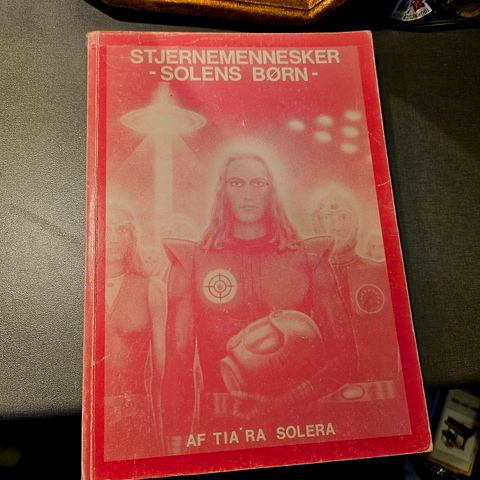 STJERNEMENNESKER
- SOLENS BØRN -
AF TIA'RA SOLERA